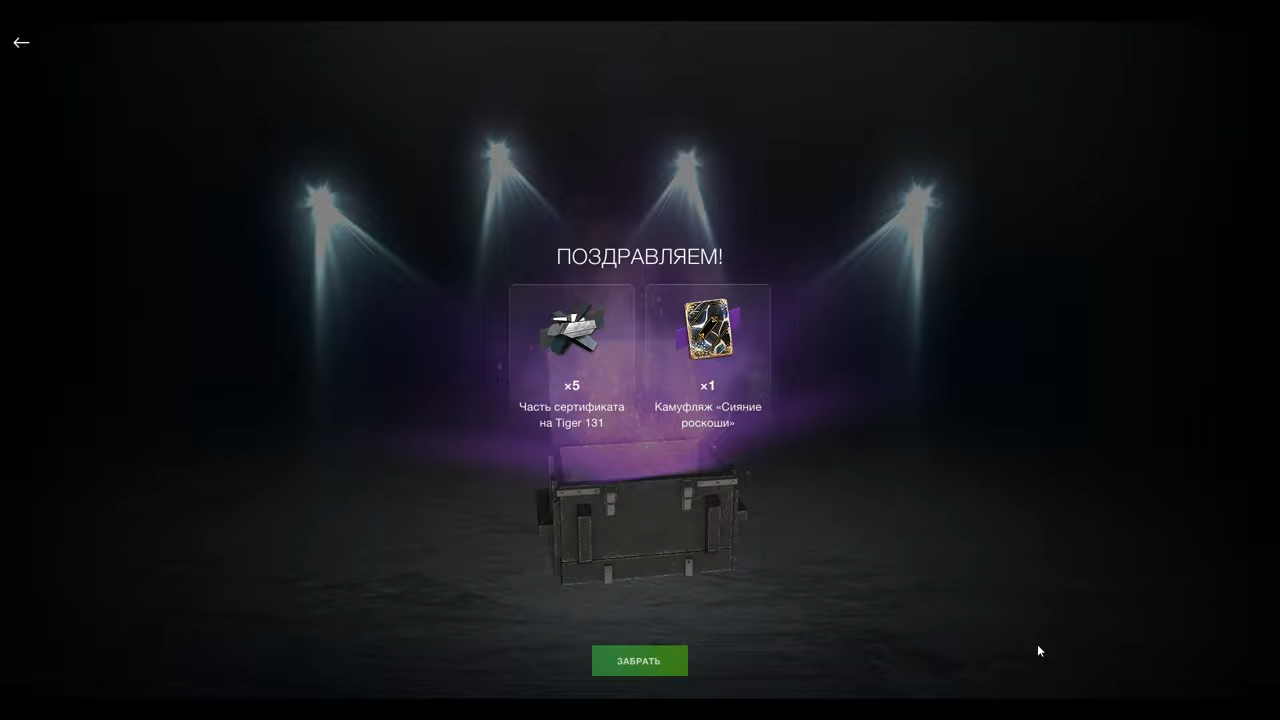 ПОЗДРАВЛЯЕМ!
×5
Часть сертификата
на Tiger 131
×1
Камуфляж «Сияние
роскоши»
ЗАБРАТЬ